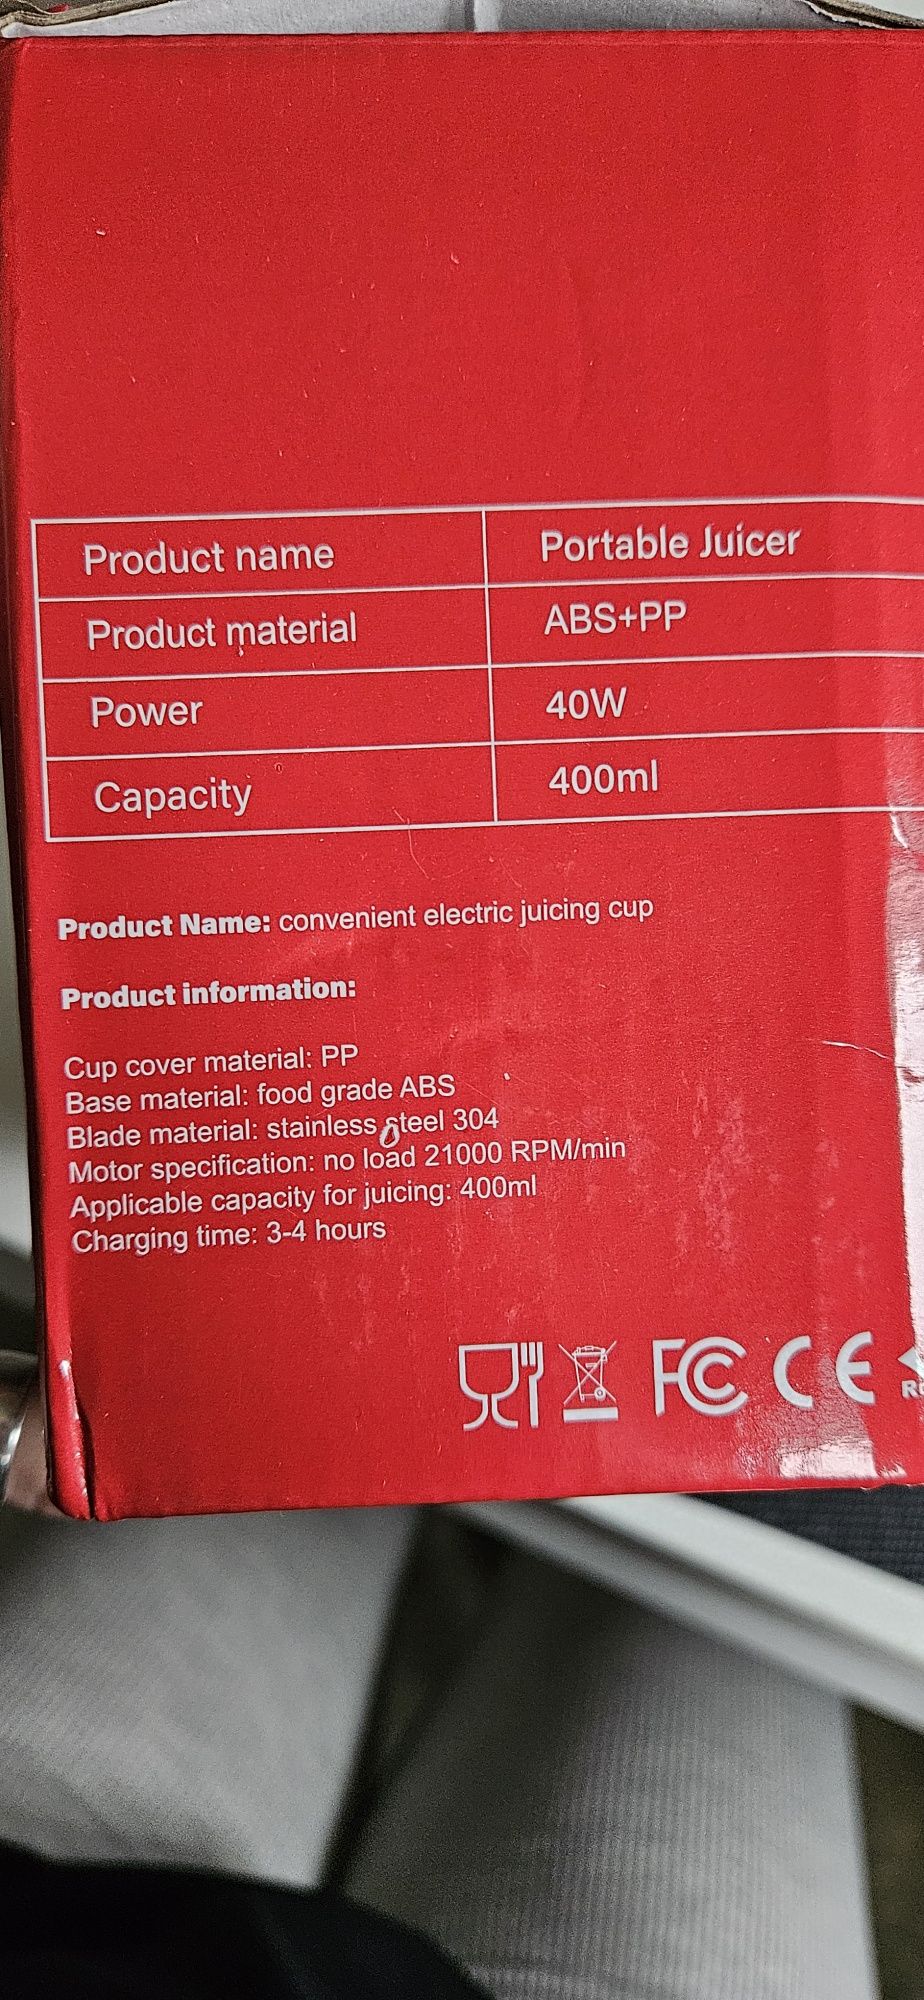 Product name Portable Juicer
Product material ABS+PP
Power 40W
Capacity 400ml
Product Name: convenient electric juicing cup
Product information:
Cup cover material: PP
Base material: food grade ABS
Blade material: stainless steel 304
Motor specification: no load 21000 RPM/min
Applicable capacity for juicing: 400ml
Charging time: 3-4 hours
FC CE